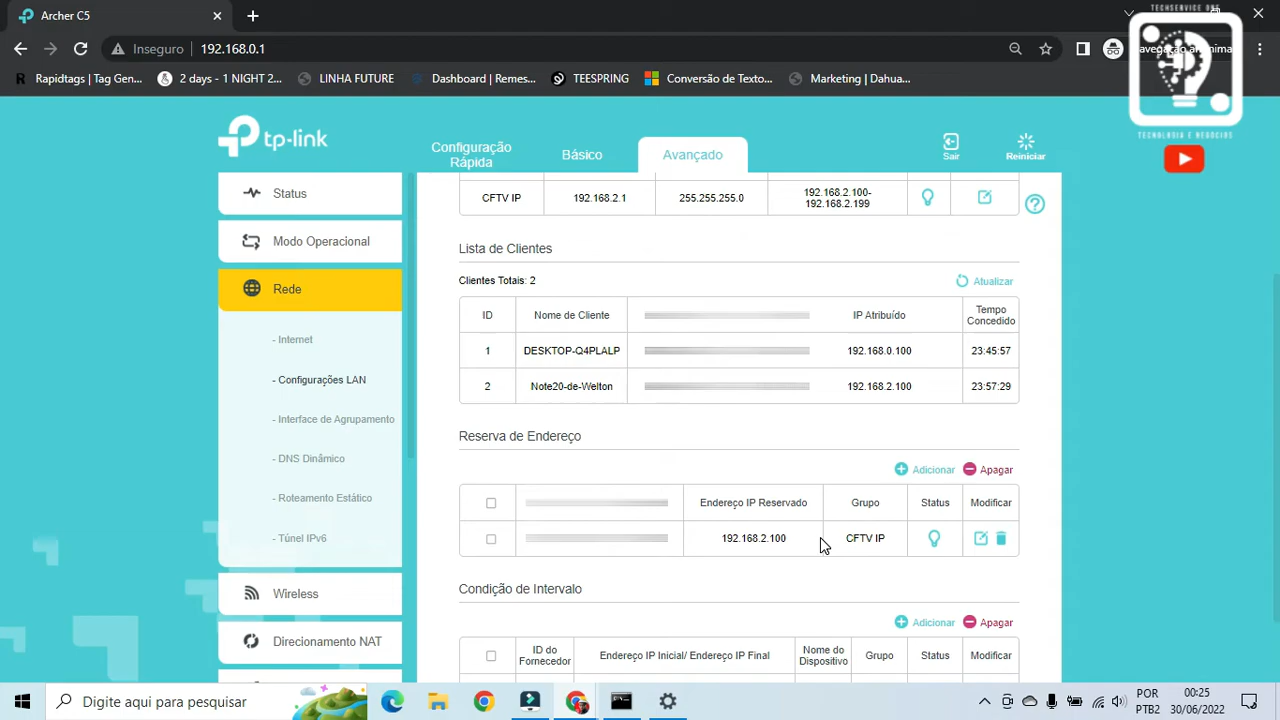 Archer C5
TECHSERVICE ONE
Inseguro
192.168.0.1
Rapidtags | Tag Gen...
2 days - 1 NIGHT 2...
LINHA FUTURE
Dashboard | Remes...
TEESPRING
Conversão de Texto...
Marketing | Dahua...
TECNOLOGIA E NEGÓCIOS
tp-link
Configuração
Rápida
Básico
Avançado
Sair
Reiniciar
Status
Modo Operacional
Rede
- Internet
- Configurações LAN
- Interface de Agrupamento
- DNS Dinâmico
- Roteamento Estático
- Túnel IPv6
Wireless
Direcionamento NAT
CFTV IP 192.168.2.1 255.255.255.0 192.168.2.100-
192.168.2.199
Lista de Clientes
Clientes Totais: 2
Atualizar
ID Nome de Cliente IP Atribuído Tempo
Concedido
1 DESKTOP-Q4PLALP 192.168.0.100 23:45:57
2 Note20-de-Welton 192.168.2.100 23:57:29
Reserva de Endereço
Adicionar Apagar
Endereço IP Reservado Grupo Status Modificar
192.168.2.100 CFTV IP
Condição de Intervalo
Adicionar Apagar
ID do
Fornecedor
Endereço IP Inicial/ Endereço IP Final
Nome do
Dispositivo
Grupo Status Modificar
Digite aqui para pesquisar
POR
PTB2
00:25
30/06/2022